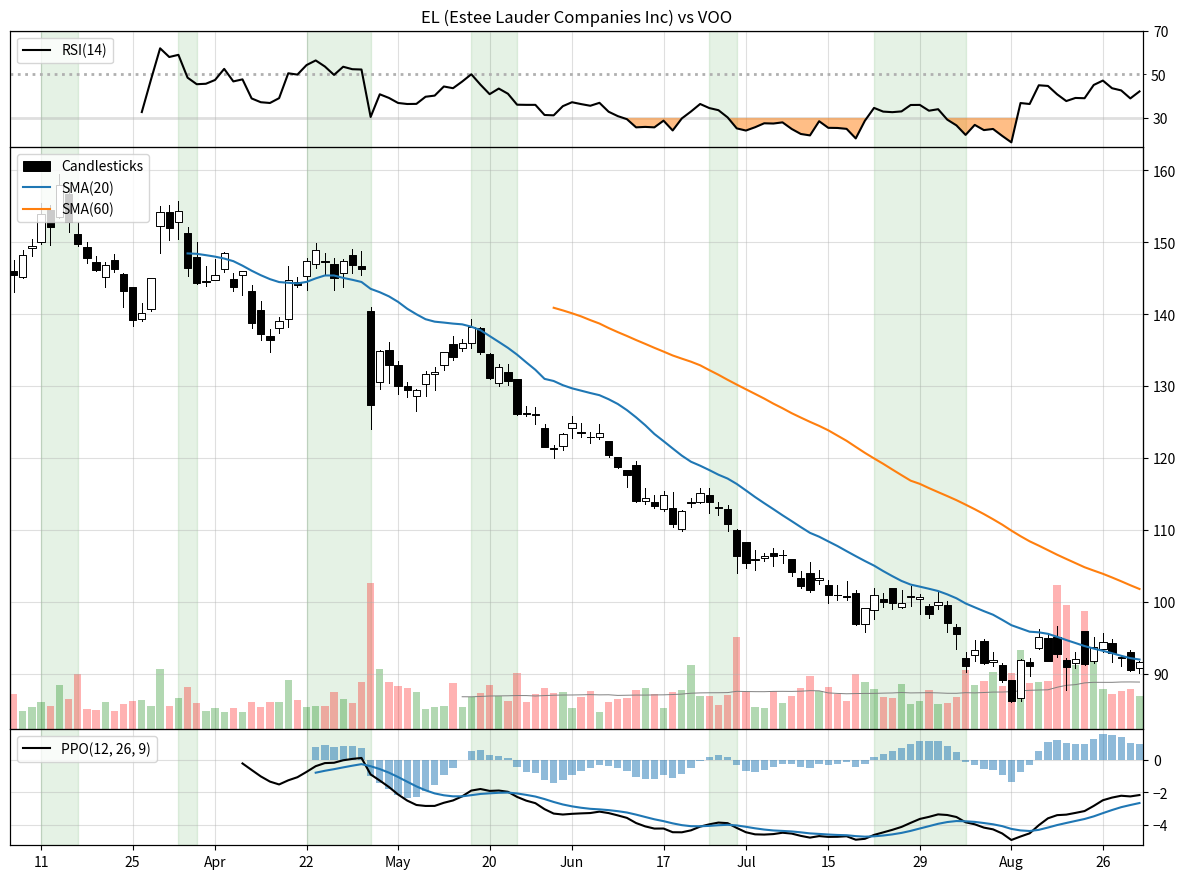 EL (Estee Lauder Companies Inc) vs VOO
RSI(14)
70
50
30
Candlesticks
SMA(20)
SMA(60)
160
150
140
130
120
110
100
90
PPO(12, 26, 9)
0
−2
−4
11 25 Apr 22 May 20 Jun 17 Jul 15 29 Aug 26